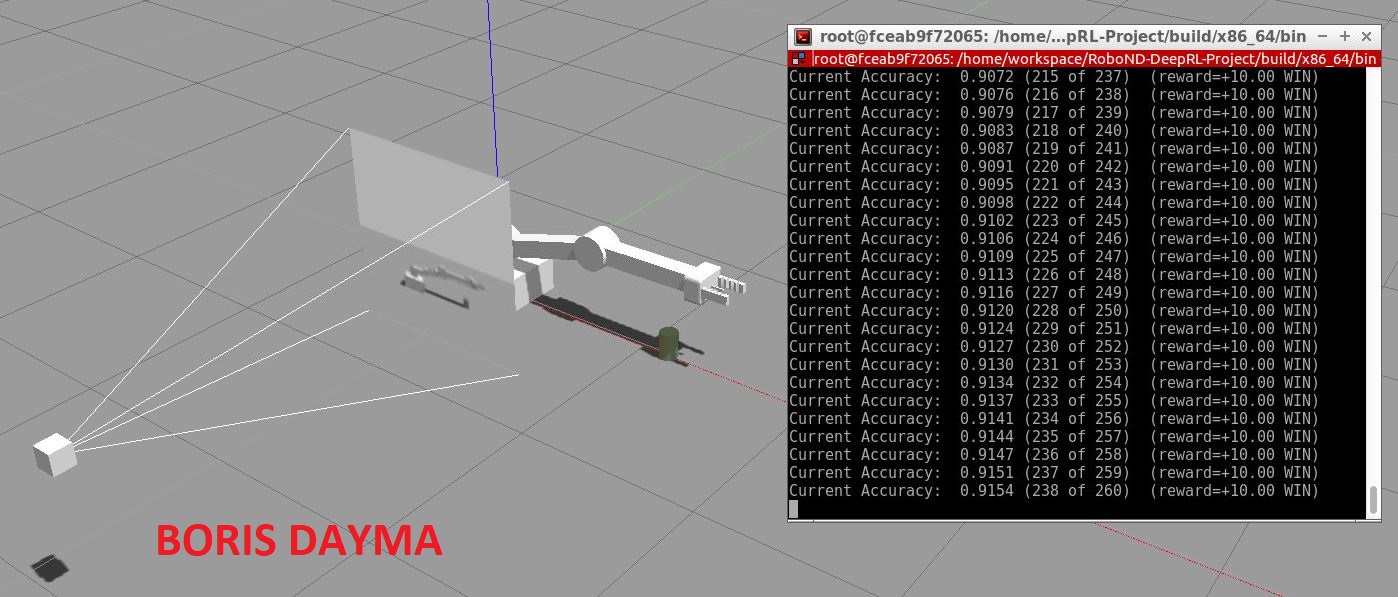 root@fceab9f72065: /home/...pRL-Project/build/x86_64/bin
root@fceab9f72065: /home/workspace/RoboND-DeepRL-Project/build/x86_64/bin
Current Accuracy:  0.9072 (215 of 237)  (reward=+10.00 WIN)
Current Accuracy:  0.9076 (216 of 238)  (reward=+10.00 WIN)
Current Accuracy:  0.9079 (217 of 239)  (reward=+10.00 WIN)
Current Accuracy:  0.9083 (218 of 240)  (reward=+10.00 WIN)
Current Accuracy:  0.9087 (219 of 241)  (reward=+10.00 WIN)
Current Accuracy:  0.9091 (220 of 242)  (reward=+10.00 WIN)
Current Accuracy:  0.9095 (221 of 243)  (reward=+10.00 WIN)
Current Accuracy:  0.9098 (222 of 244)  (reward=+10.00 WIN)
Current Accuracy:  0.9102 (223 of 245)  (reward=+10.00 WIN)
Current Accuracy:  0.9106 (224 of 246)  (reward=+10.00 WIN)
Current Accuracy:  0.9109 (225 of 247)  (reward=+10.00 WIN)
Current Accuracy:  0.9113 (226 of 248)  (reward=+10.00 WIN)
Current Accuracy:  0.9116 (227 of 249)  (reward=+10.00 WIN)
Current Accuracy:  0.9120 (228 of 250)  (reward=+10.00 WIN)
Current Accuracy:  0.9124 (229 of 251)  (reward=+10.00 WIN)
Current Accuracy:  0.9127 (230 of 252)  (reward=+10.00 WIN)
Current Accuracy:  0.9130 (231 of 253)  (reward=+10.00 WIN)
Current Accuracy:  0.9134 (232 of 254)  (reward=+10.00 WIN)
Current Accuracy:  0.9137 (233 of 255)  (reward=+10.00 WIN)
Current Accuracy:  0.9141 (234 of 256)  (reward=+10.00 WIN)
Current Accuracy:  0.9144 (235 of 257)  (reward=+10.00 WIN)
Current Accuracy:  0.9147 (236 of 258)  (reward=+10.00 WIN)
Current Accuracy:  0.9151 (237 of 259)  (reward=+10.00 WIN)
Current Accuracy:  0.9154 (238 of 260)  (reward=+10.00 WIN)
BORIS DAYMA